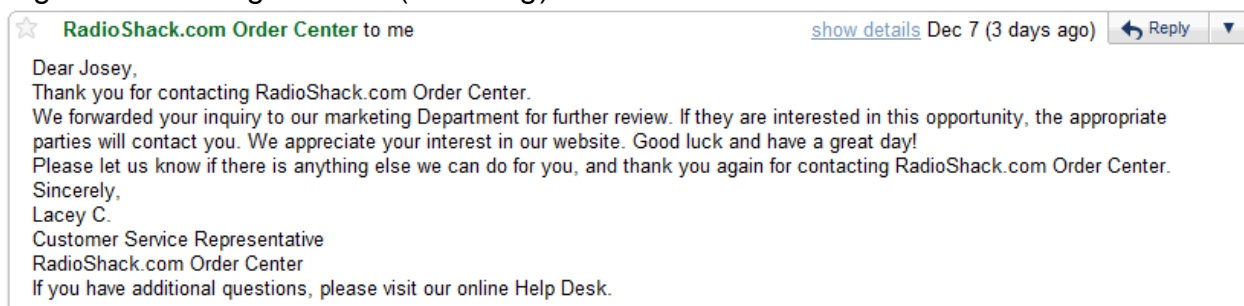 RadioShack.com Order Center to me show details Dec 7 (3 days ago) Reply
Dear Josey,
Thank you for contacting RadioShack.com Order Center.
We forwarded your inquiry to our marketing Department for further review. If they are interested in this opportunity, the appropriate
parties will contact you. We appreciate your interest in our website. Good luck and have a great day!
Please let us know if there is anything else we can do for you, and thank you again for contacting RadioShack.com Order Center.
Sincerely,
Lacey C.
Customer Service Representative
RadioShack.com Order Center
If you have additional questions, please visit our online Help Desk.